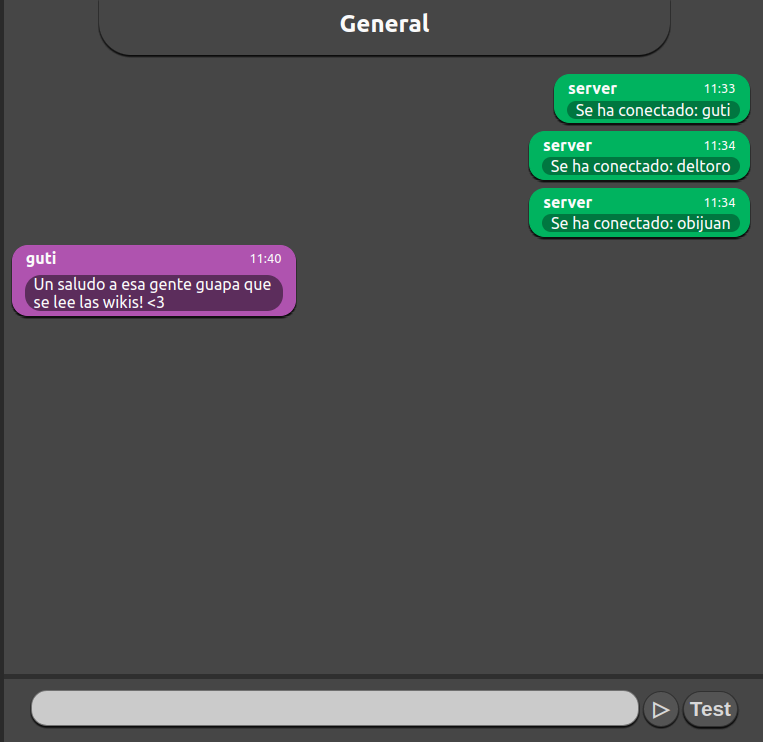 General
server 11:33
Se ha conectado: guti
server 11:34
Se ha conectado: deltoro
server 11:34
Se ha conectado: obijuan
guti 11:40
Un saludo a esa gente guapa que
se lee las wikis! <3
Test